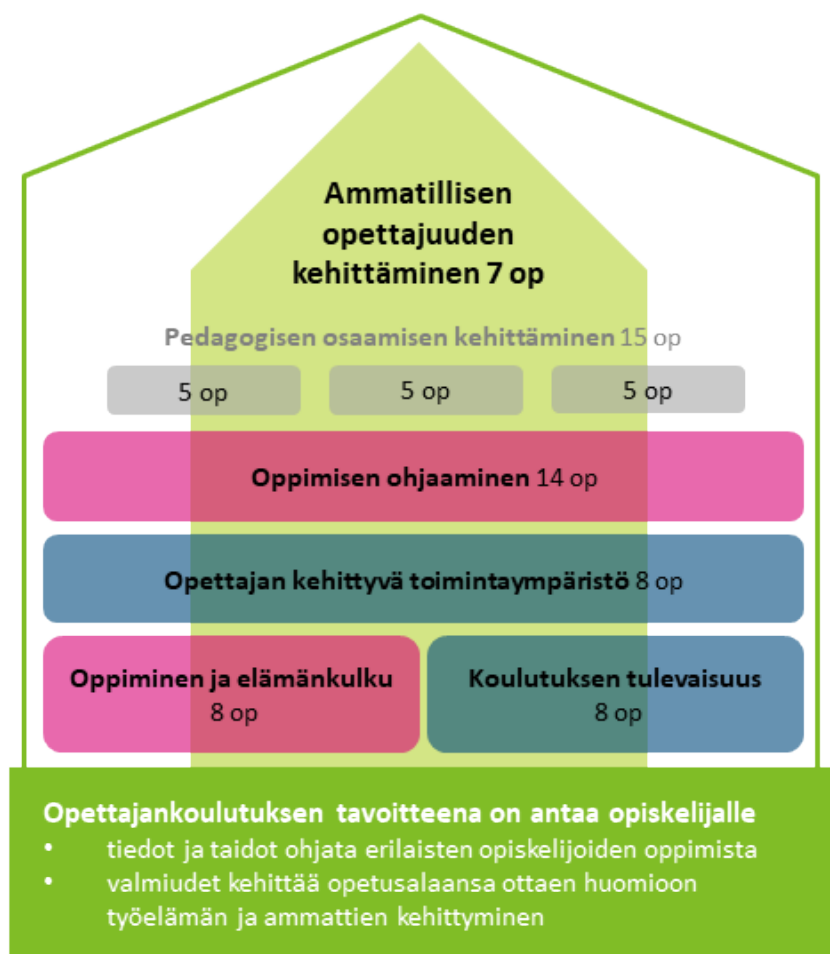 Ammatillisen
opettajuuden
kehittäminen 7 op
Pedagogisen osaamisen kehittäminen 15 op
5 op
5 op
5 op
Oppimisen ohjaaminen 14 op
Opettajan kehittyvä toimintaympäristö 8 op
Oppiminen ja elämänkulku
8 op
Koulutuksen tulevaisuus
8 op
Opettajankoulutuksen tavoitteena on antaa opiskelijalle
• tiedot ja taidot ohjata erilaisten opiskelijoiden oppimista
• valmiudet kehittää opetusalaansa ottaen huomioon
työelämän ja ammattien kehittyminen